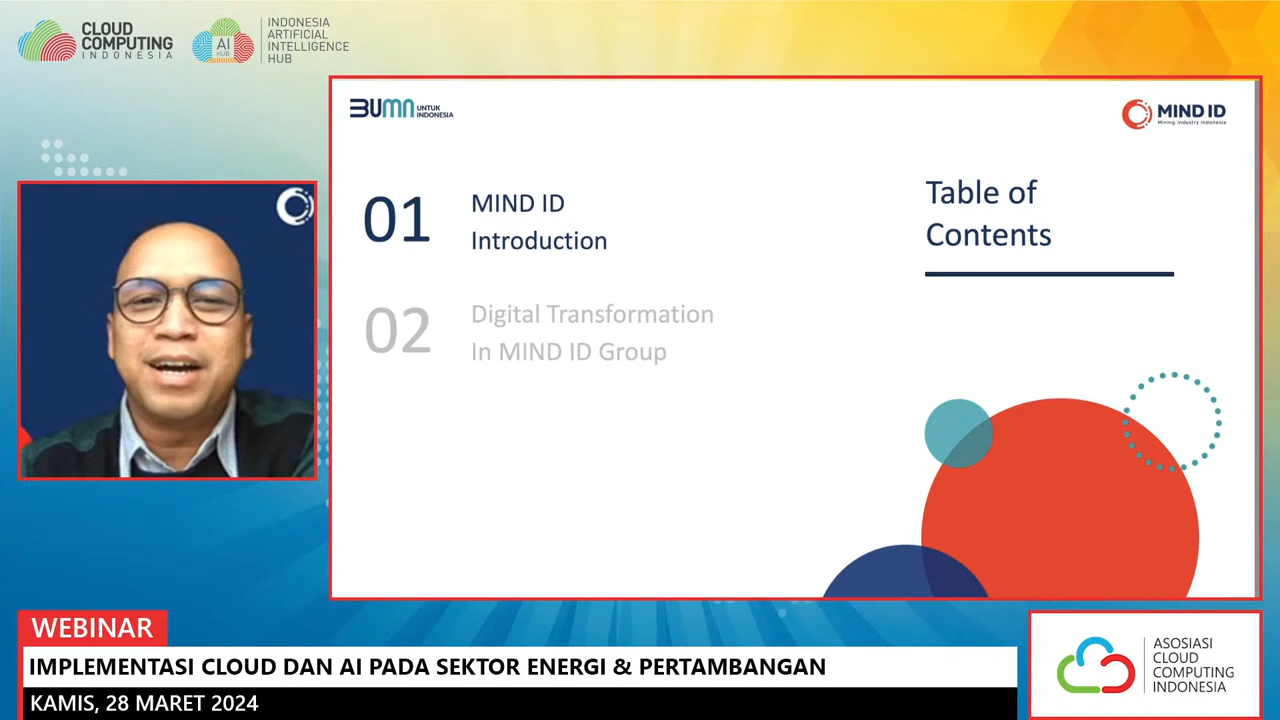 CLOUD
COMPUTING
INDONESIA
AI
HUB
INDONESIA
ARTIFICIAL
INTELLIGENCE
HUB
BUMN
UNTUK
INDONESIA
MIND ID
Mining Industry Indonesia
01
MIND ID
Introduction
02
Digital Transformation
In MIND ID Group
Table of
Contents
WEBINAR
IMPLEMENTASI CLOUD DAN AI PADA SEKTOR ENERGI & PERTAMBANGAN
KAMIS, 28 MARET 2024
ASOSIASI
CLOUD
COMPUTING
INDONESIA